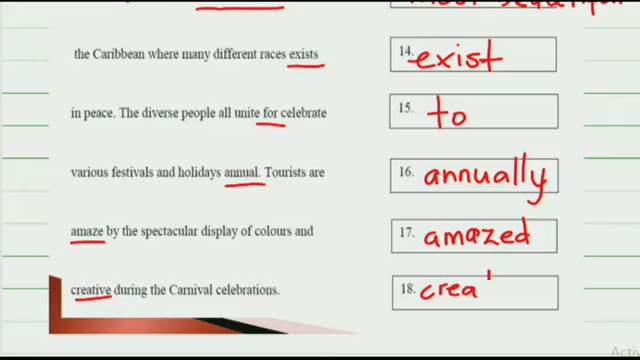 the Caribbean where many different races exists
14. exist
in peace. The diverse people all unite for celebrate
15. to
various festivals and holidays annual. Tourists are
16. annually
amaze by the spectacular display of colours and
17. amazed
creative during the Carnival celebrations.
18. crea